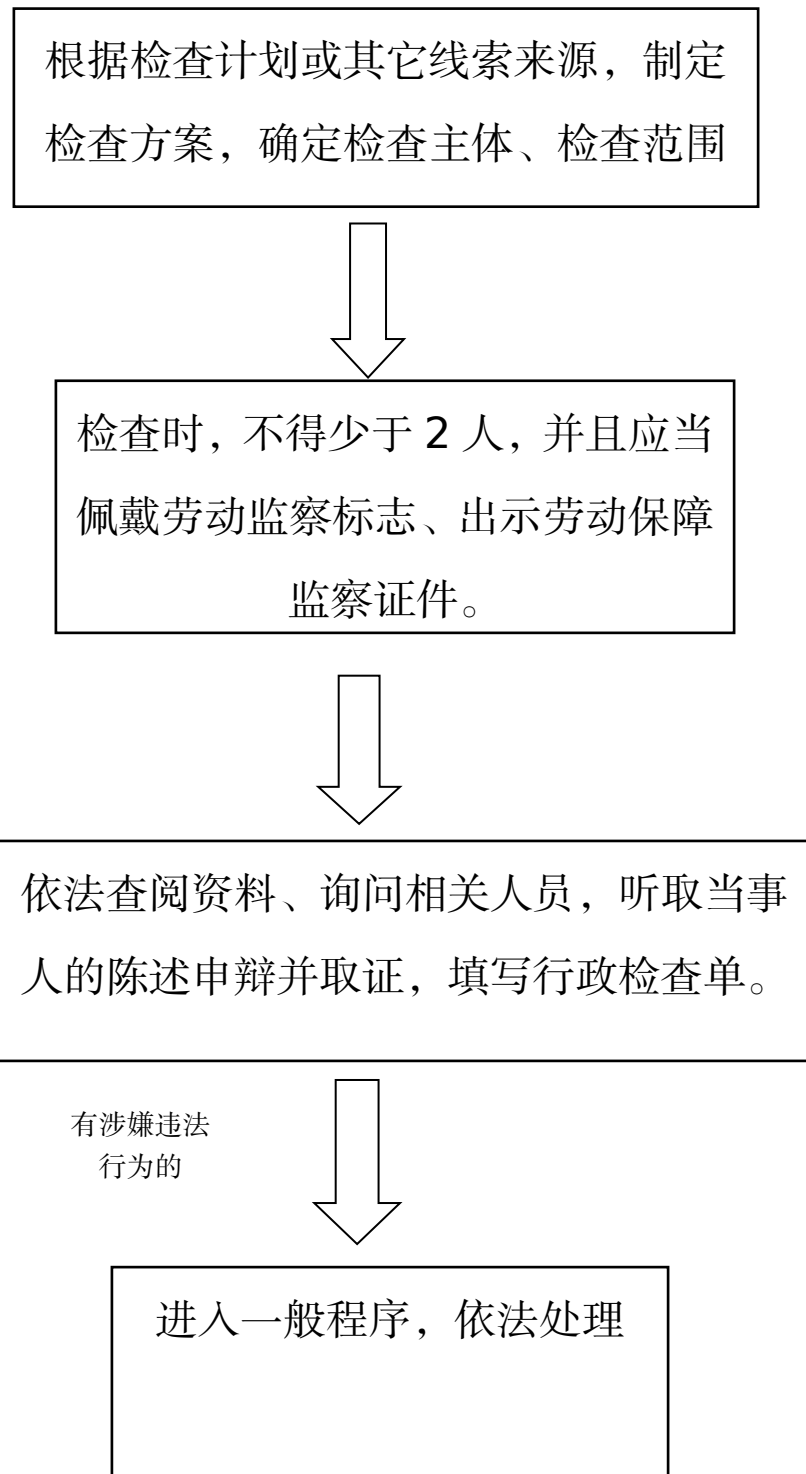 根据检查计划或其它线索来源，制定
检查方案，确定检查主体、检查范围
检查时，不得少于 2 人，并且应当
佩戴劳动监察标志、出示劳动保障
监察证件。
依法查阅资料、询问相关人员，听取当事
人的陈述申辩并取证，填写行政检查单。
有涉嫌违法
行为的
进入一般程序，依法处理